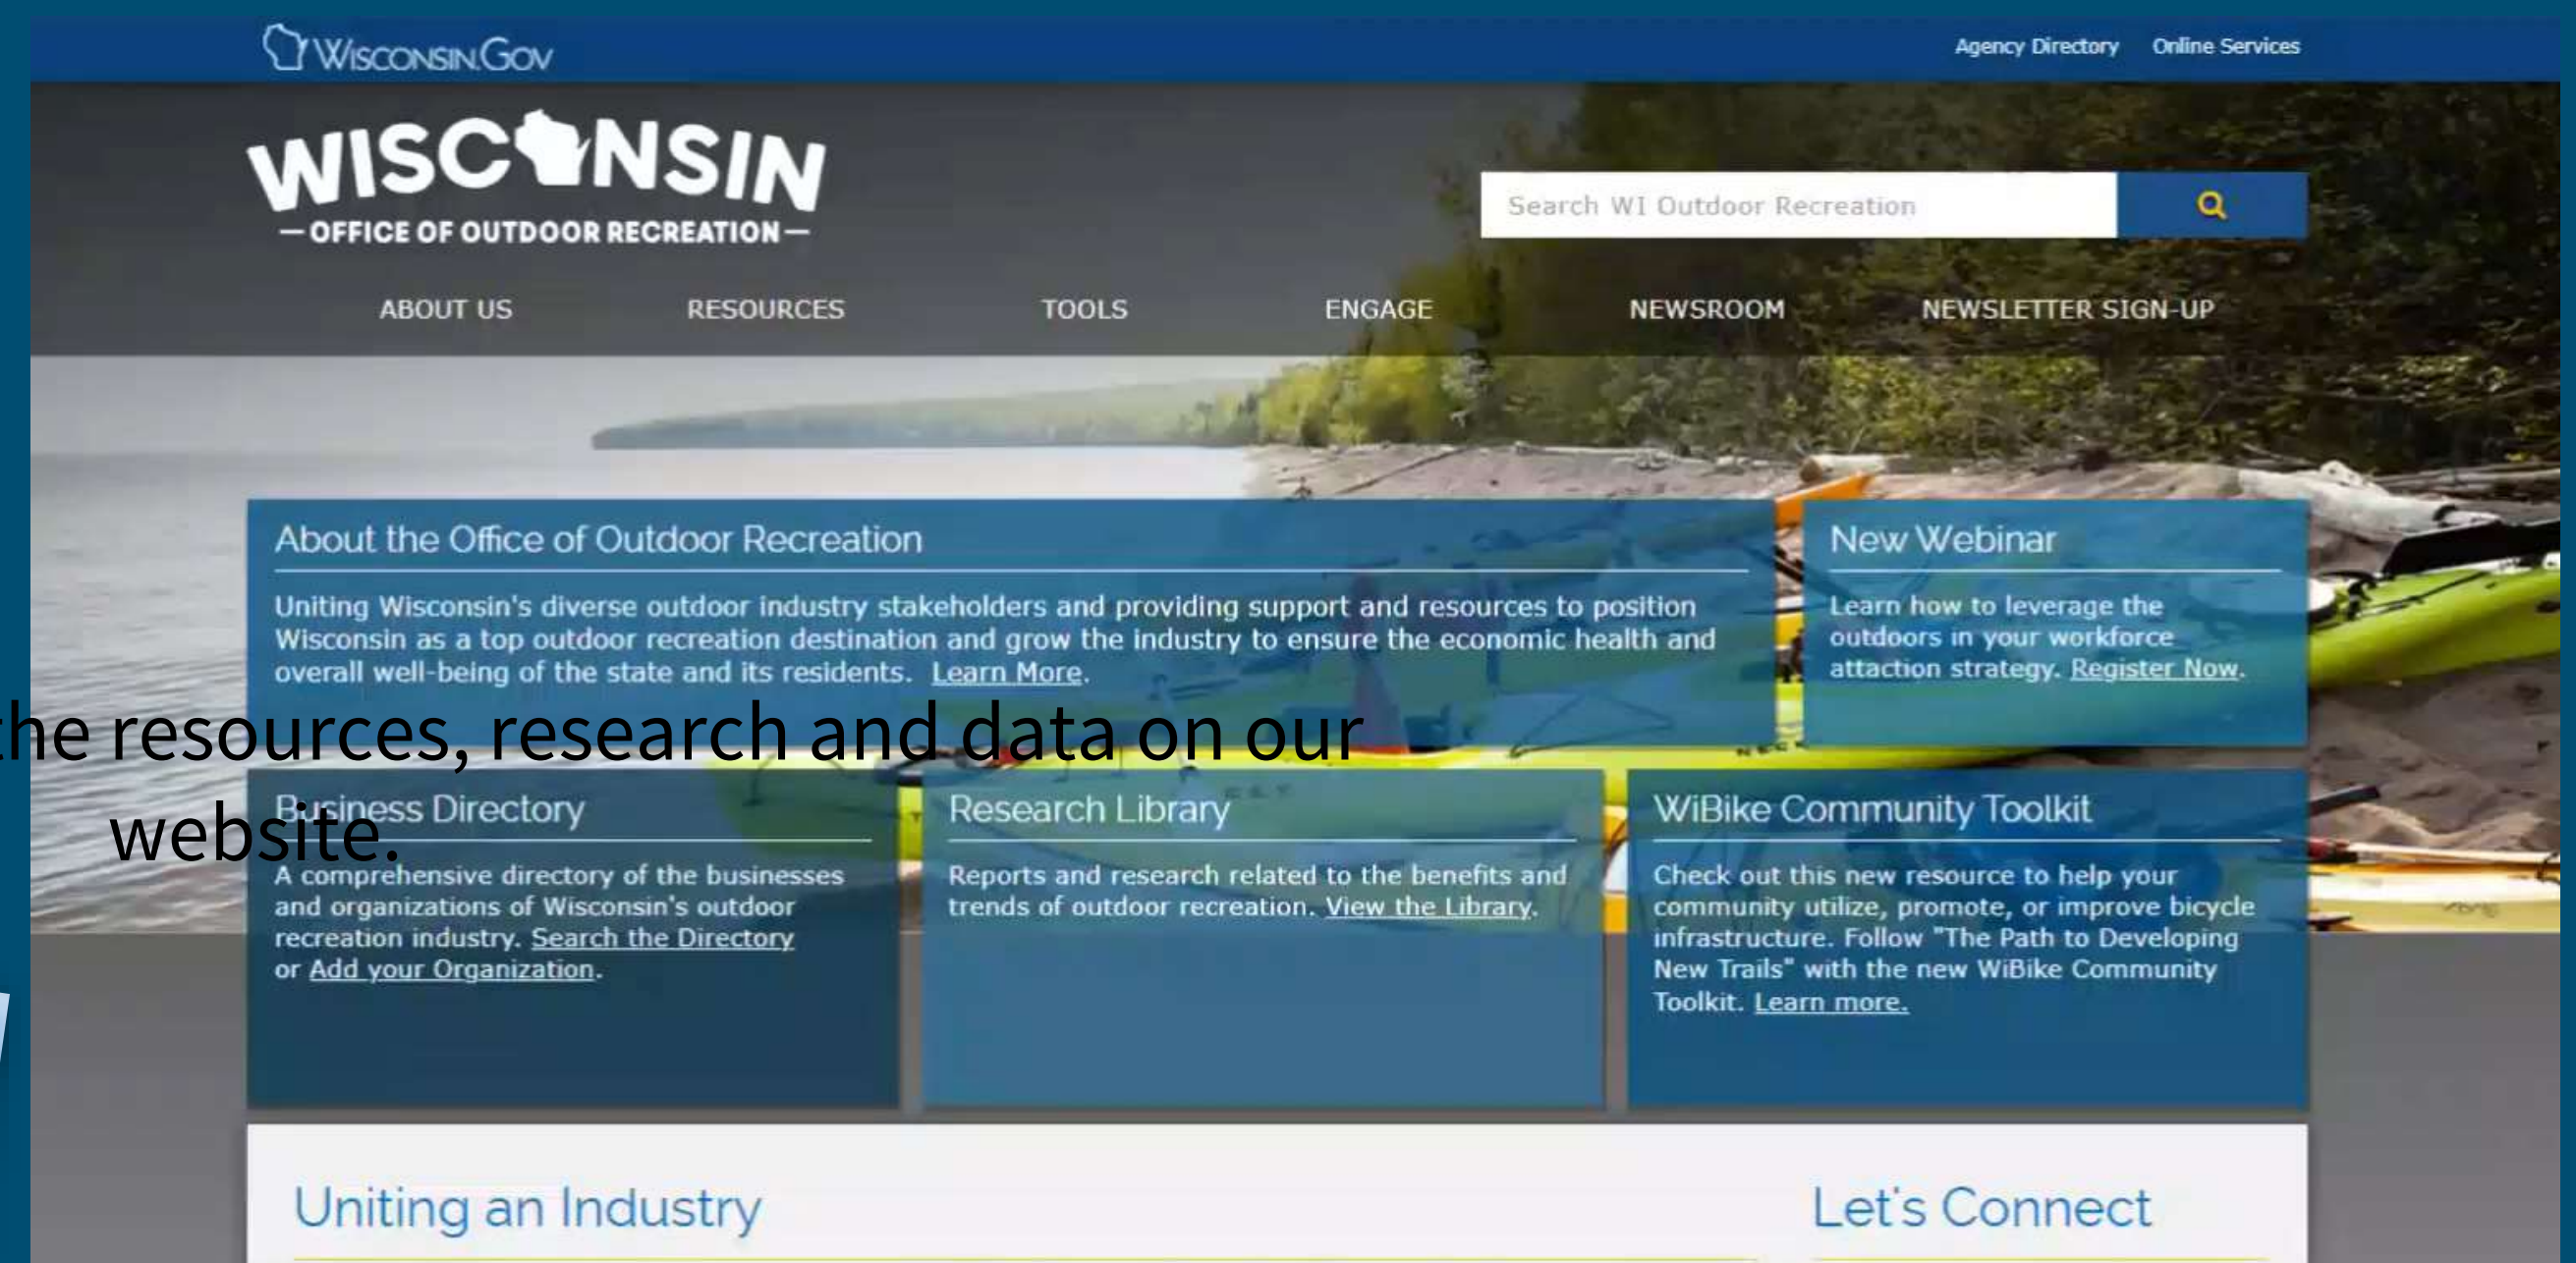 WISCONSIN.GOV
Agency Directory Online Services
WISCONSIN
OFFICE OF OUTDOOR RECREATION
Search WI Outdoor Recreation
ABOUT US RESOURCES TOOLS ENGAGE NEWSROOM NEWSLETTER SIGN-UP
About the Office of Outdoor Recreation
Uniting Wisconsin's diverse outdoor industry stakeholders and providing support and resources to position
Wisconsin as a top outdoor recreation destination and grow the industry to ensure the economic health and
overall well-being of the state and its residents. Learn More.
New Webinar
Learn how to leverage the
outdoors in your workforce
attaction strategy. Register Now.
he resources, research and data on our
website.
Business Directory
A comprehensive directory of the businesses
and organizations of Wisconsin's outdoor
recreation industry. Search the Directory
or Add your Organization.
Research Library
Reports and research related to the benefits and
trends of outdoor recreation. View the Library.
WiBike Community Toolkit
Check out this new resource to help your
community utilize, promote, or improve bicycle
infrastructure. Follow "The Path to Developing
New Trails" with the new WiBike Community
Toolkit. Learn more.
Uniting an Industry
Let's Connect